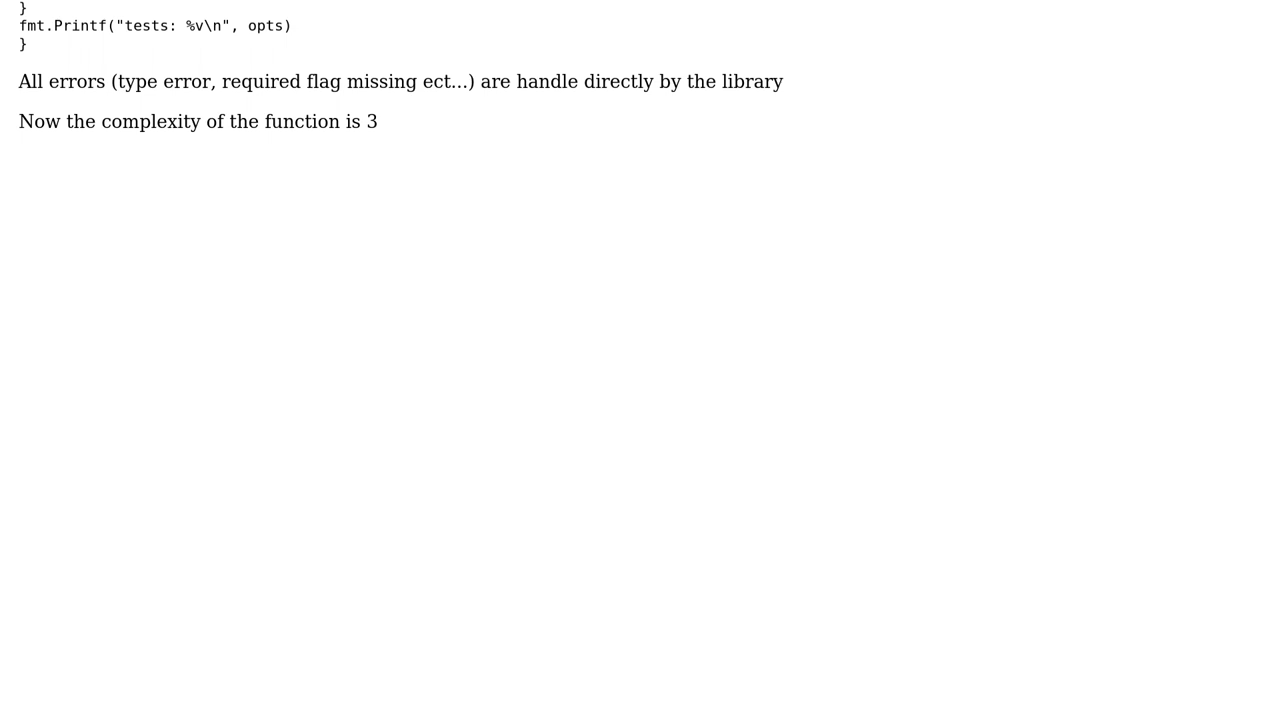 }
fmt.Printf("tests: %v\n", opts)
}
All errors (type error, required flag missing ect...) are handle directly by the library
Now the complexity of the function is 3